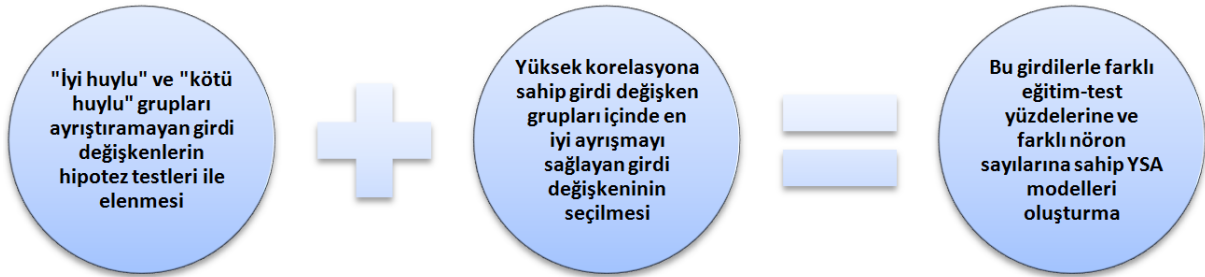 "İyi huylu" ve "kötü
huylu" grupları
ayrıştıramayan girdi
değişkenlerin
hipotez testleri ile
elenmesi
Yüksek korelasyona
sahip girdi değişken
grupları içinde en
iyi ayrışmayı
sağlayan girdi
değişkeninin
seçilmesi
Bu girdilerle farklı
eğitim-test
yüzdelerine ve
farklı nöron
sayılarına sahip YSA
modelleri
oluşturma